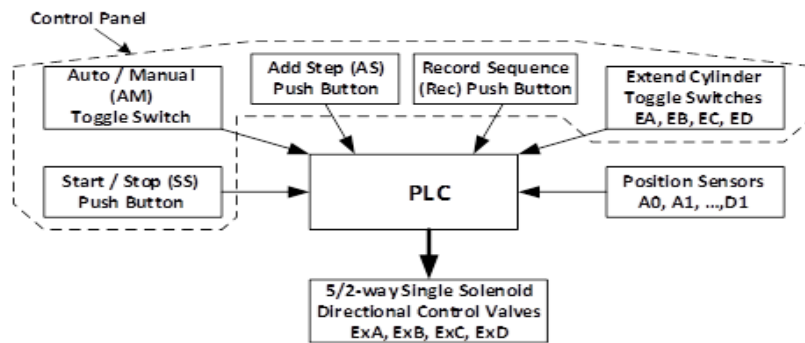 Control Panel
Auto / Manual
(AM)
Toggle Switch
Add Step (AS)
Push Button
Record Sequence
(Rec) Push Button
Extend Cylinder
Toggle Switches
EA, EB, EC, ED
Start / Stop (SS)
Push Button
PLC
Position Sensors
A0, A1, ...,D1
5/2-way Single Solenoid
Directional Control Valves
ExA, ExB, ExC, ExD